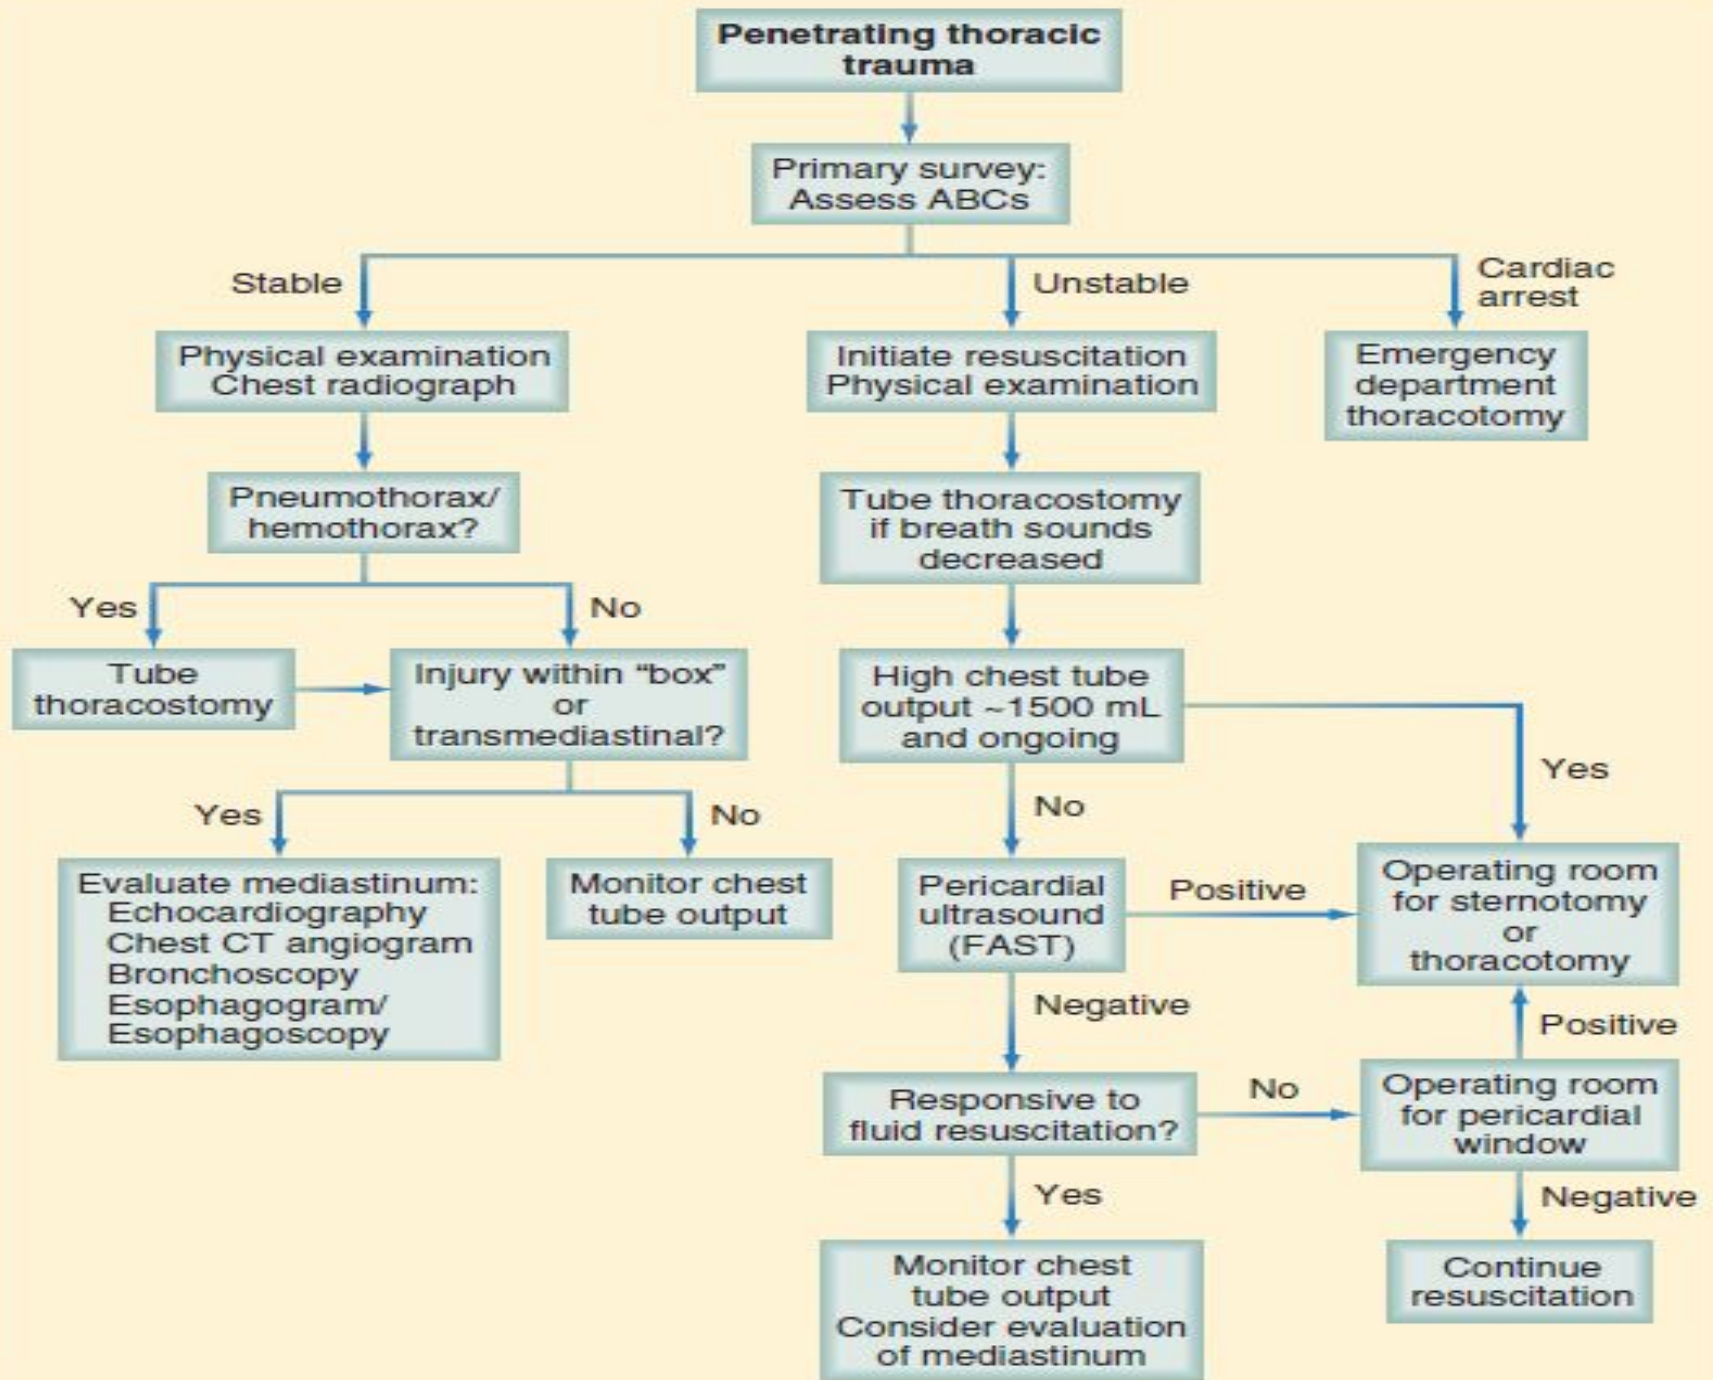 Penetrating thoracic
trauma
Primary survey:
Assess ABCs
Stable
Unstable
Cardiac
arrest
Physical examination
Chest radiograph
Initiate resuscitation
Physical examination
Emergency
department
thoracotomy
Pneumothorax/
hemothorax?
Tube thoracostomy
if breath sounds
decreased
Yes
No
Tube
thoracostomy
Injury within “box”
or
transmediastinal?
High chest tube
output ~1500 mL
and ongoing
Yes
No
Yes
No
Evaluate mediastinum:
Echocardiography
Chest CT angiogram
Bronchoscopy
Esophagogram/
Esophagoscopy
Monitor chest
tube output
Pericardial
ultrasound
(FAST)
Positive
Operating room
for sternotomy
or
thoracotomy
Negative
Positive
Responsive to
fluid resuscitation?
No
Operating room
for pericardial
window
Yes
Negative
Monitor chest
tube output
Consider evaluation
of mediastinum
Continue
resuscitation